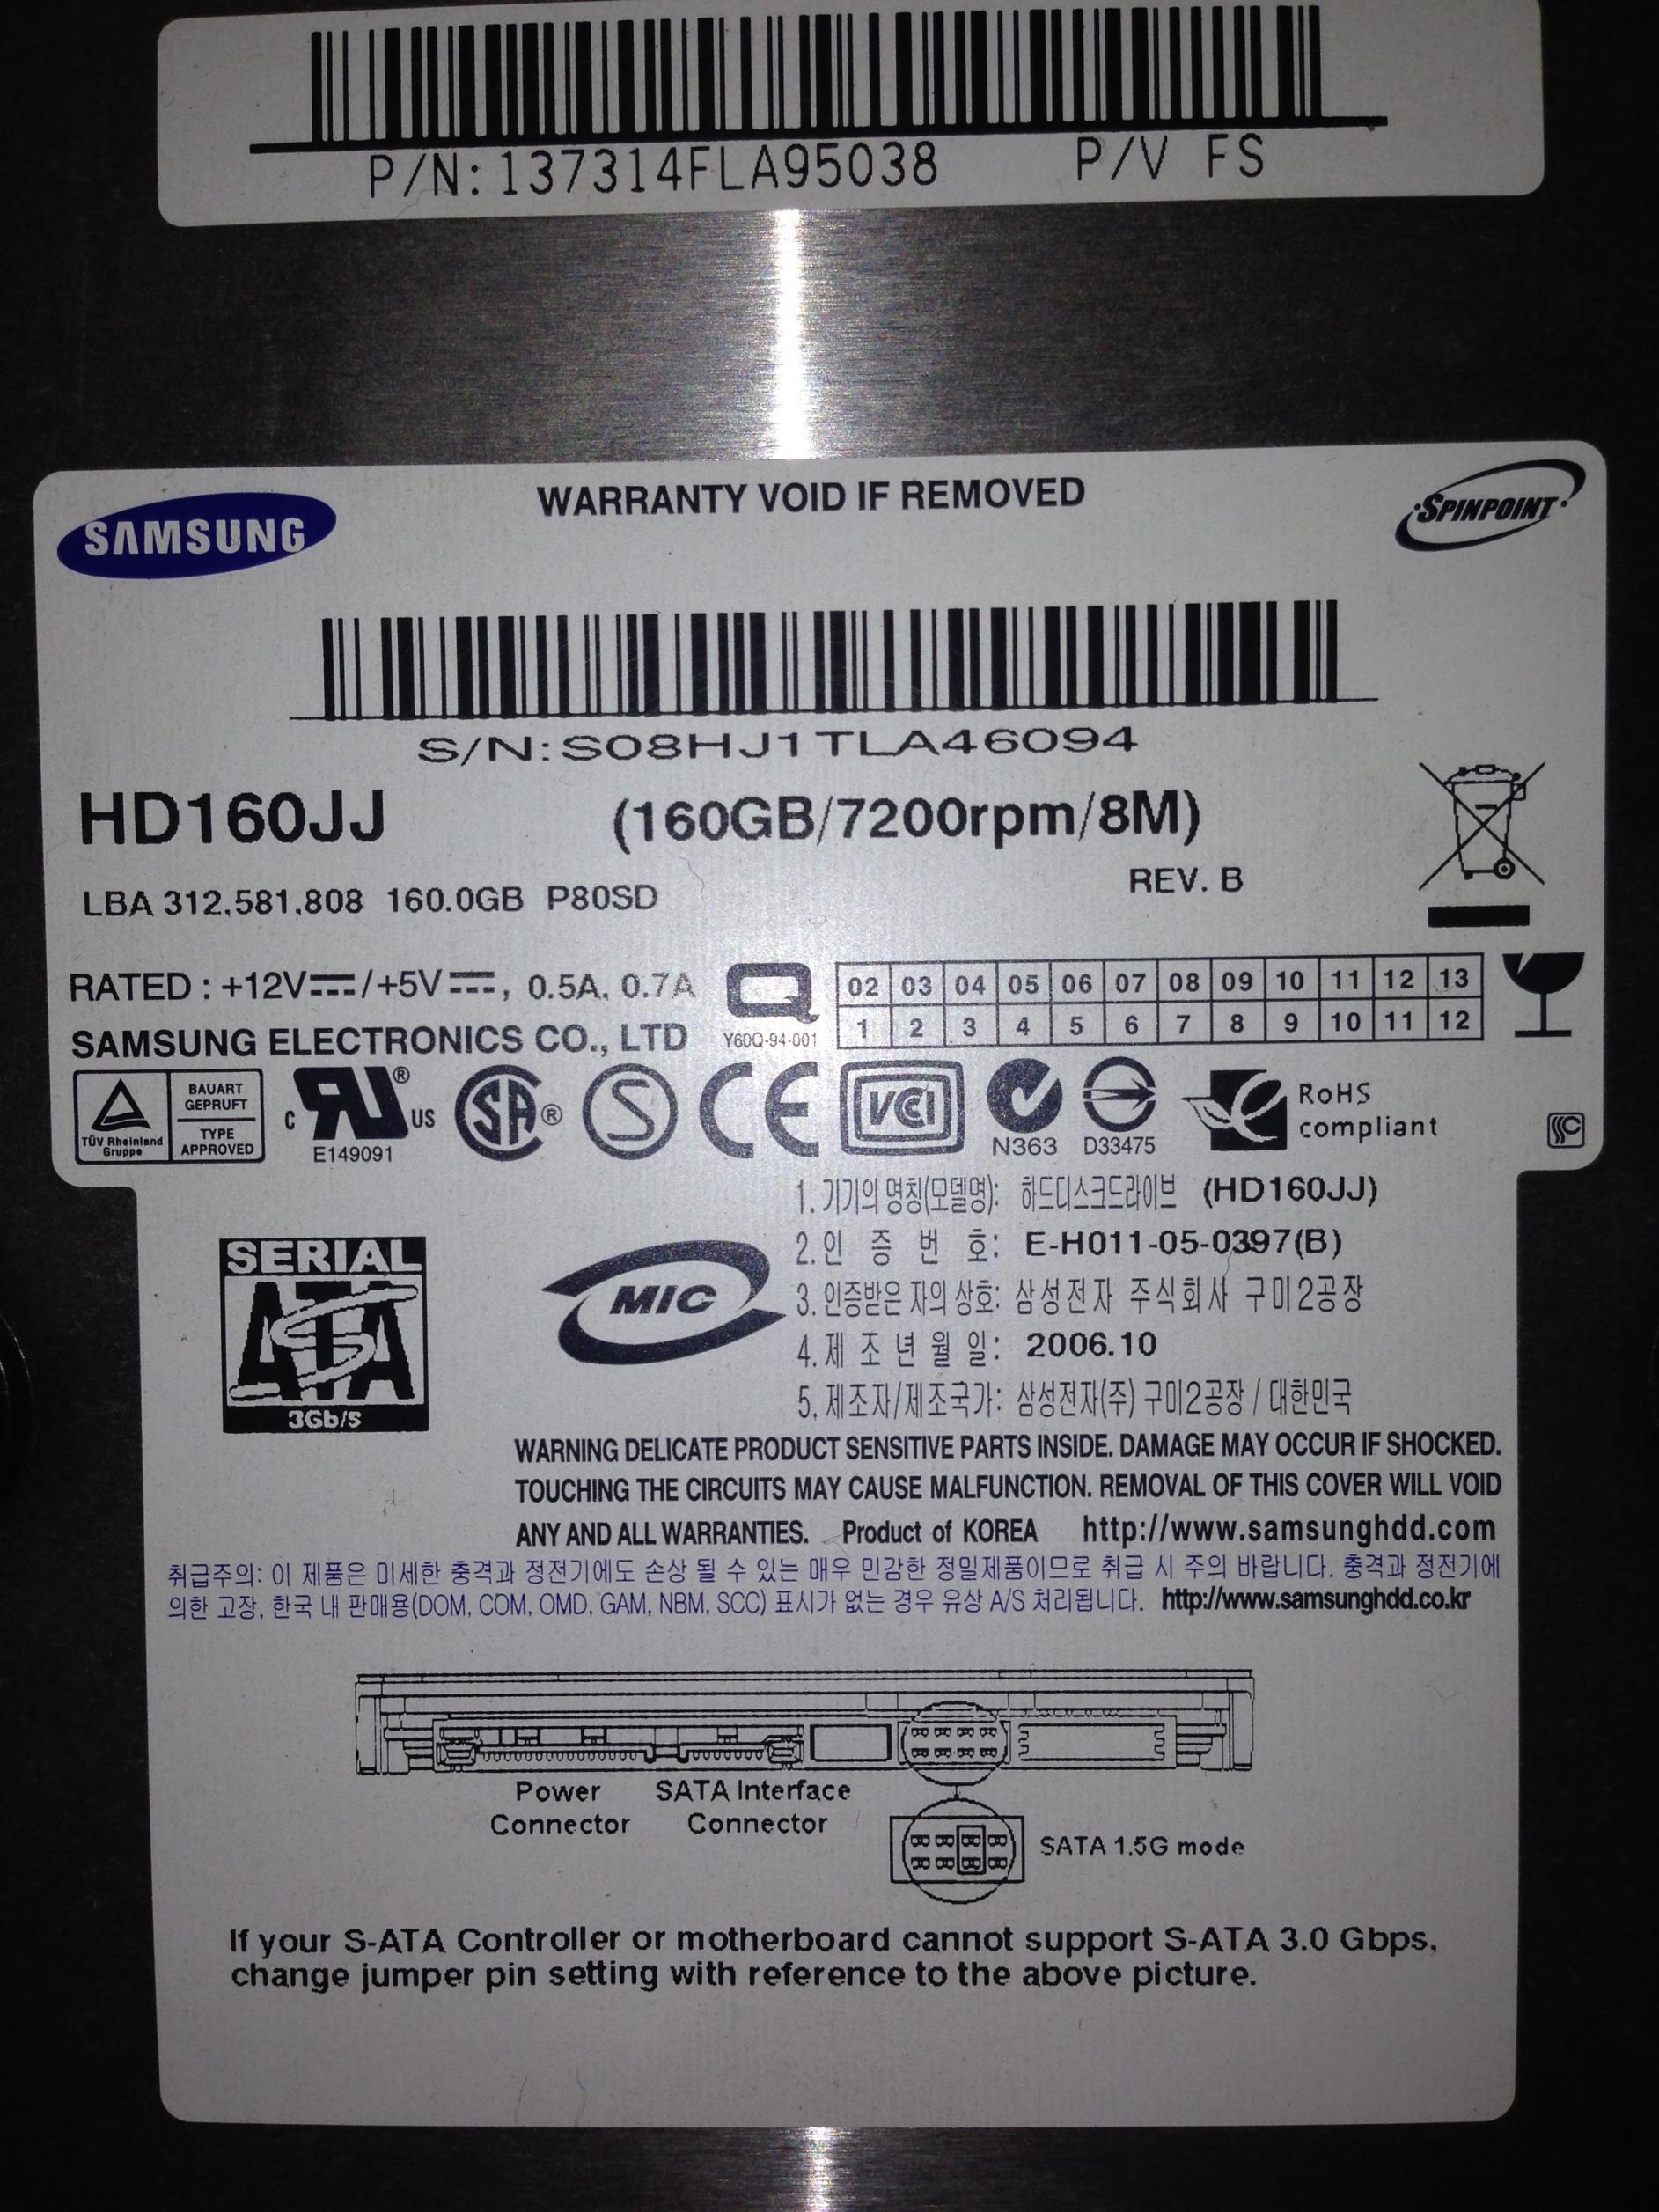 P/N:137314FLA95038 P/V FS
SAMSUNG
WARRANTY VOID IF REMOVED
SPINPOINT
S/N:S08HJ1TLA46094
HD160JJ (160GB/7200rpm/8M)
REV. B
LBA 312,581,808 160.0GB P80SD
RATED : +12V /+5V , 0.5A, 0.7A
SAMSUNG ELECTRONICS CO., LTD
Q
Y60Q-94-001
02 03 04 05 06 07 08 09 10 11 12 13
1 2 3 4 5 6 7 8 9 10 11 12
TÜV Rheinland
Gruppe
BAUART
GEPRUFT
TYPE
APPROVED
C RU ® US
E149091
SA ®
S
CE
VCCI
N363
D33475
RoHS
compliant
1. 기기의 명칭(모델명): 하드디스크드라이브 (HD160JJ)
2. 인 증 번 호: E-H011-05-0397(B)
3. 인증받은 자의 상호: 삼성전자 주식회사 구미2공장
4. 제 조 년 월 일: 2006.10
5. 제조자/제조국가: 삼성전자(주) 구미2공장 / 대한민국
SERIAL
ATA
3Gb/s
MIC
WARNING DELICATE PRODUCT SENSITIVE PARTS INSIDE. DAMAGE MAY OCCUR IF SHOCKED.
TOUCHING THE CIRCUITS MAY CAUSE MALFUNCTION. REMOVAL OF THIS COVER WILL VOID
ANY AND ALL WARRANTIES. Product of KOREA http://www.samsunghdd.com
취급주의: 이 제품은 미세한 충격과 정전기에도 손상 될 수 있는 매우 민감한 정밀제품이므로 취급 시 주의 바랍니다. 충격과 정전기에
의한 고장, 한국 내 판매용(DOM, COM, OMD, GAM, NBM, SCC) 표시가 없는 경우 유상 A/S 처리됩니다. http://www.samsunghdd.co.kr
Power
Connector
SATA Interface
Connector
SATA 1.5G mode
If your S-ATA Controller or motherboard cannot support S-ATA 3.0 Gbps,
change jumper pin setting with reference to the above picture.